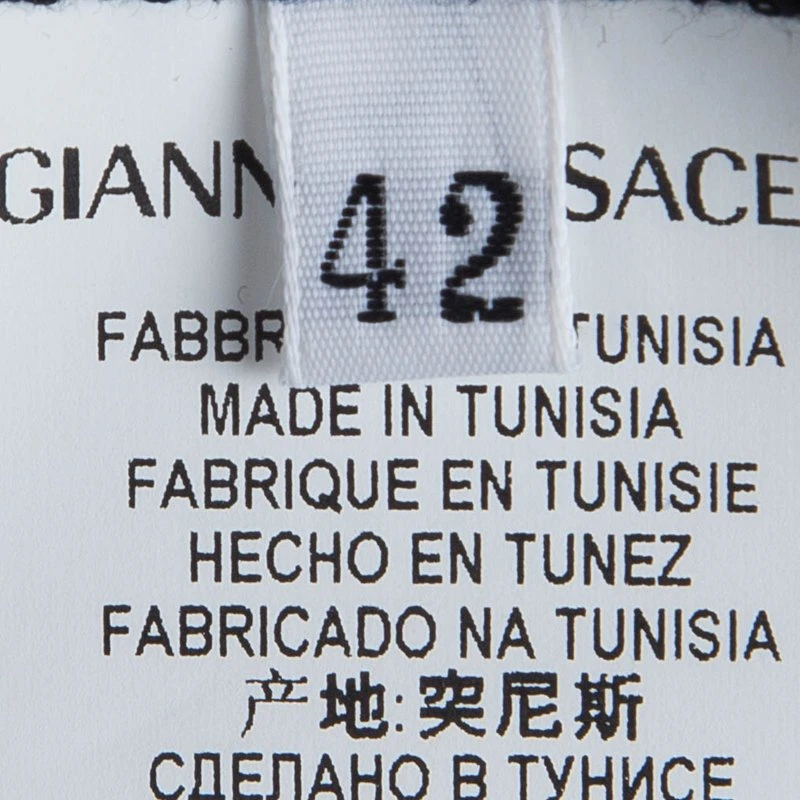 GIANN SACE
42
FABBR TUNISIA
MADE IN TUNISIA
FABRIQUE EN TUNISIE
HECHO EN TUNEZ
FABRICADO NA TUNISIA
产地:突尼斯
СДЕЛАНО В ТУНИСЕ